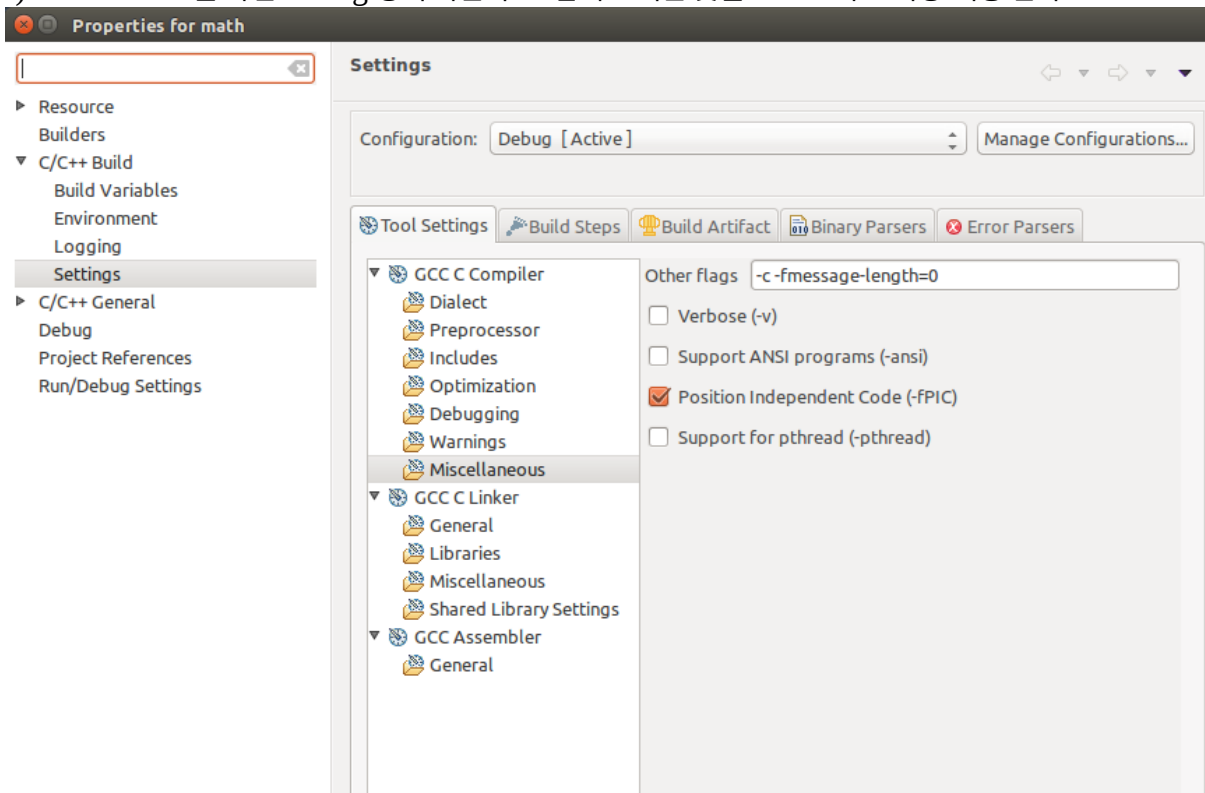 Properties for math
Settings
Resource
Builders
C/C++ Build
Build Variables
Environment
Logging
Settings
C/C++ General
Debug
Project References
Run/Debug Settings
Configuration: Debug [Active] Manage Configurations...
Tool Settings Build Steps Build Artifact Binary Parsers Error Parsers
GCC C Compiler
Dialect
Preprocessor
Includes
Optimization
Debugging
Warnings
Miscellaneous
GCC C Linker
General
Libraries
Miscellaneous
Shared Library Settings
GCC Assembler
General
Other flags -c -fmessage-length=0
Verbose (-v)
Support ANSI programs (-ansi)
Position Independent Code (-fPIC)
Support for pthread (-pthread)